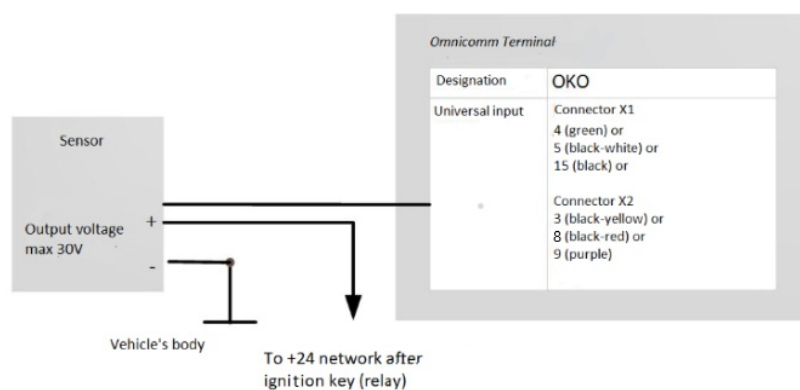 Omnicomm Terminal
Designation OKO
Universal input Connector X1
4 (green) or
5 (black-white) or
15 (black) or
Connector X2
3 (black-yellow) or
8 (black-red) or
9 (purple)
Sensor
Output voltage +
max 30V
-
Vehicle's body
To +24 network after
ignition key (relay)